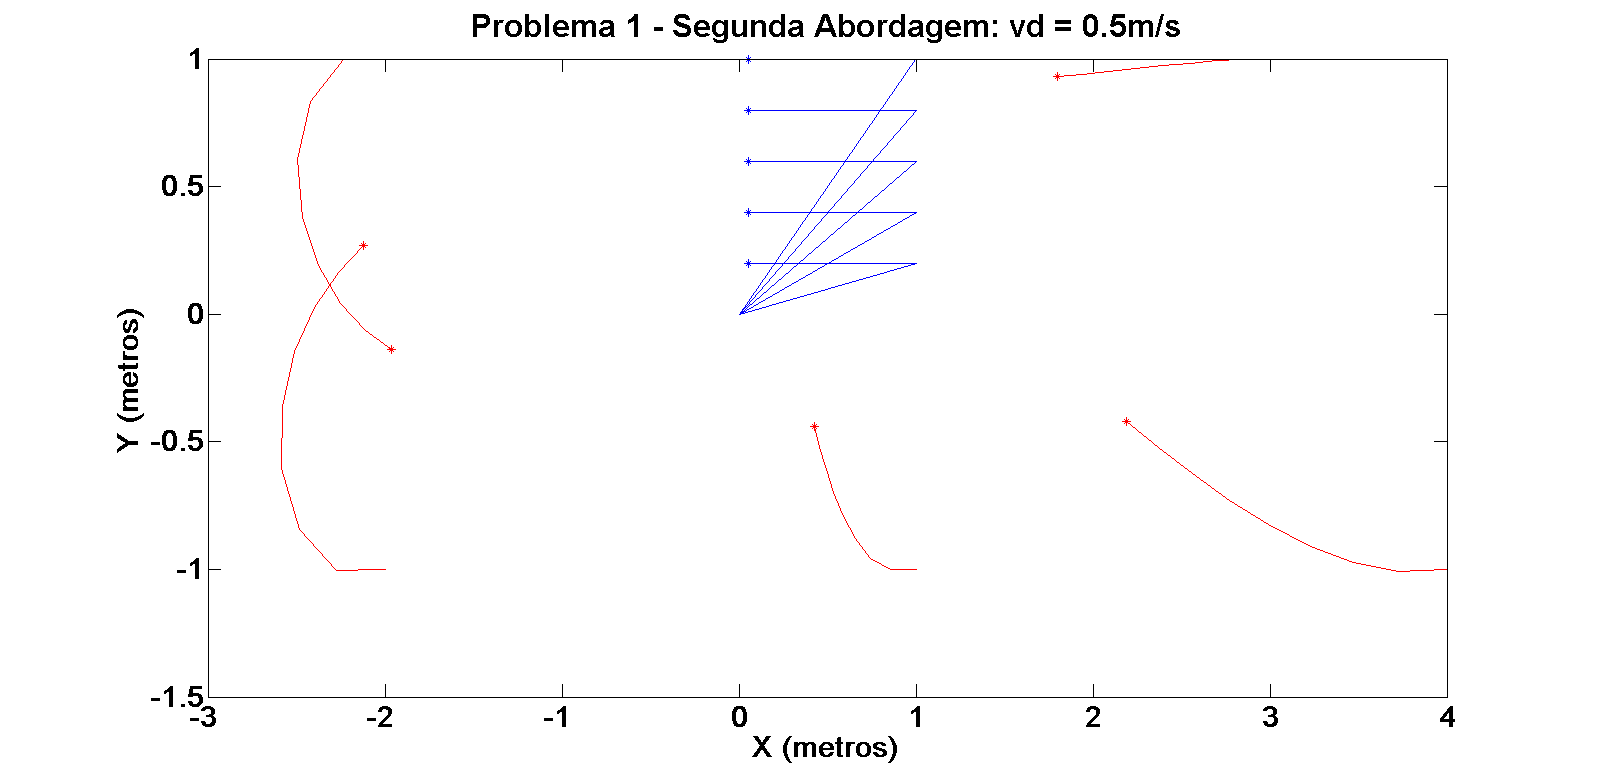 Problema 1 - Segunda Abordagem: vd = 0.5m/s
1
0.5
0
-0.5
-1
-1.5
Y (metros)
-3 -2 -1 0 1 2 3 4
X (metros)